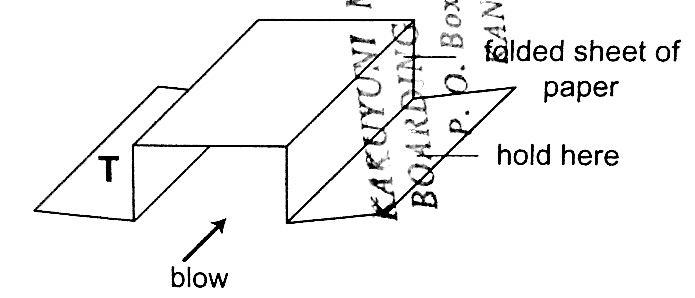 KAKUYUNI
BOARDING
P. O. Box
folded sheet of
paper
hold here
T
blow